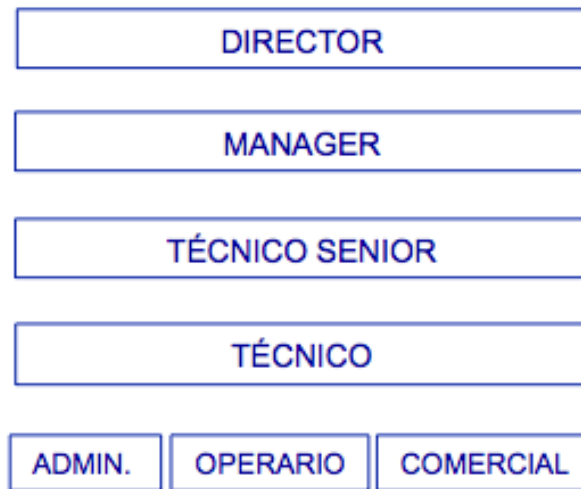 DIRECTOR
MANAGER
TÉCNICO SENIOR
TÉCNICO
ADMIN. OPERARIO COMERCIAL